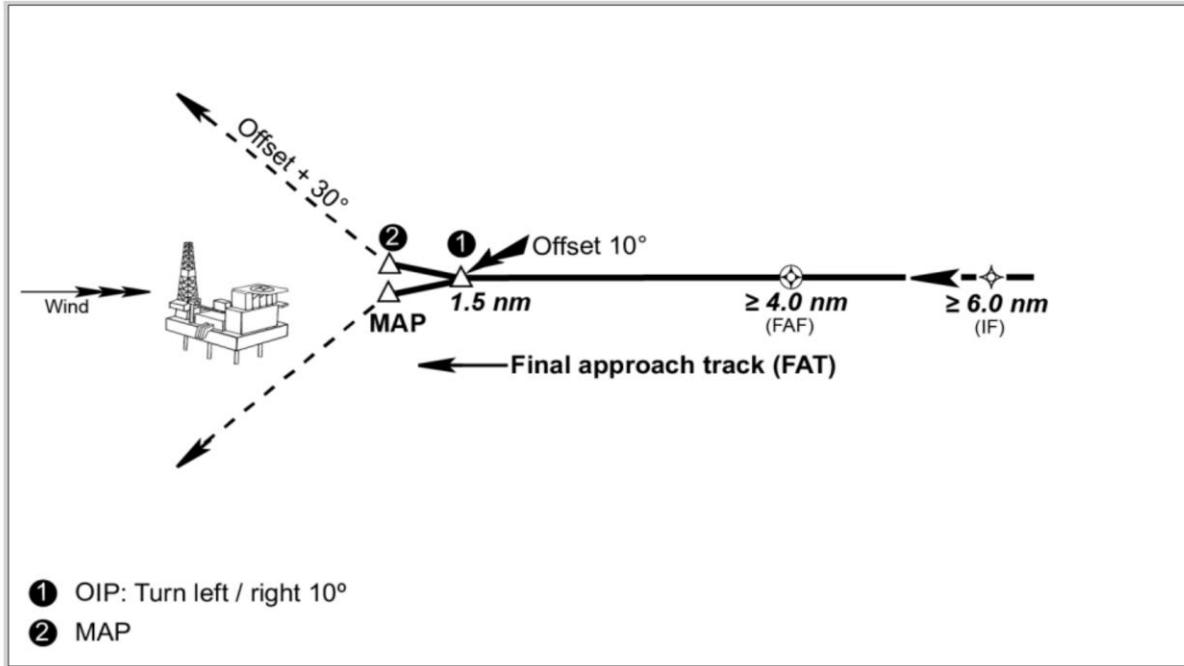 Offset + 30°
2
1
Offset 10°
Wind
1.5 nm
≥ 4.0 nm
≥ 6.0 nm
MAP
(FAF)
(IF)
Final approach track (FAT)
1 OIP: Turn left / right 10º
2 MAP